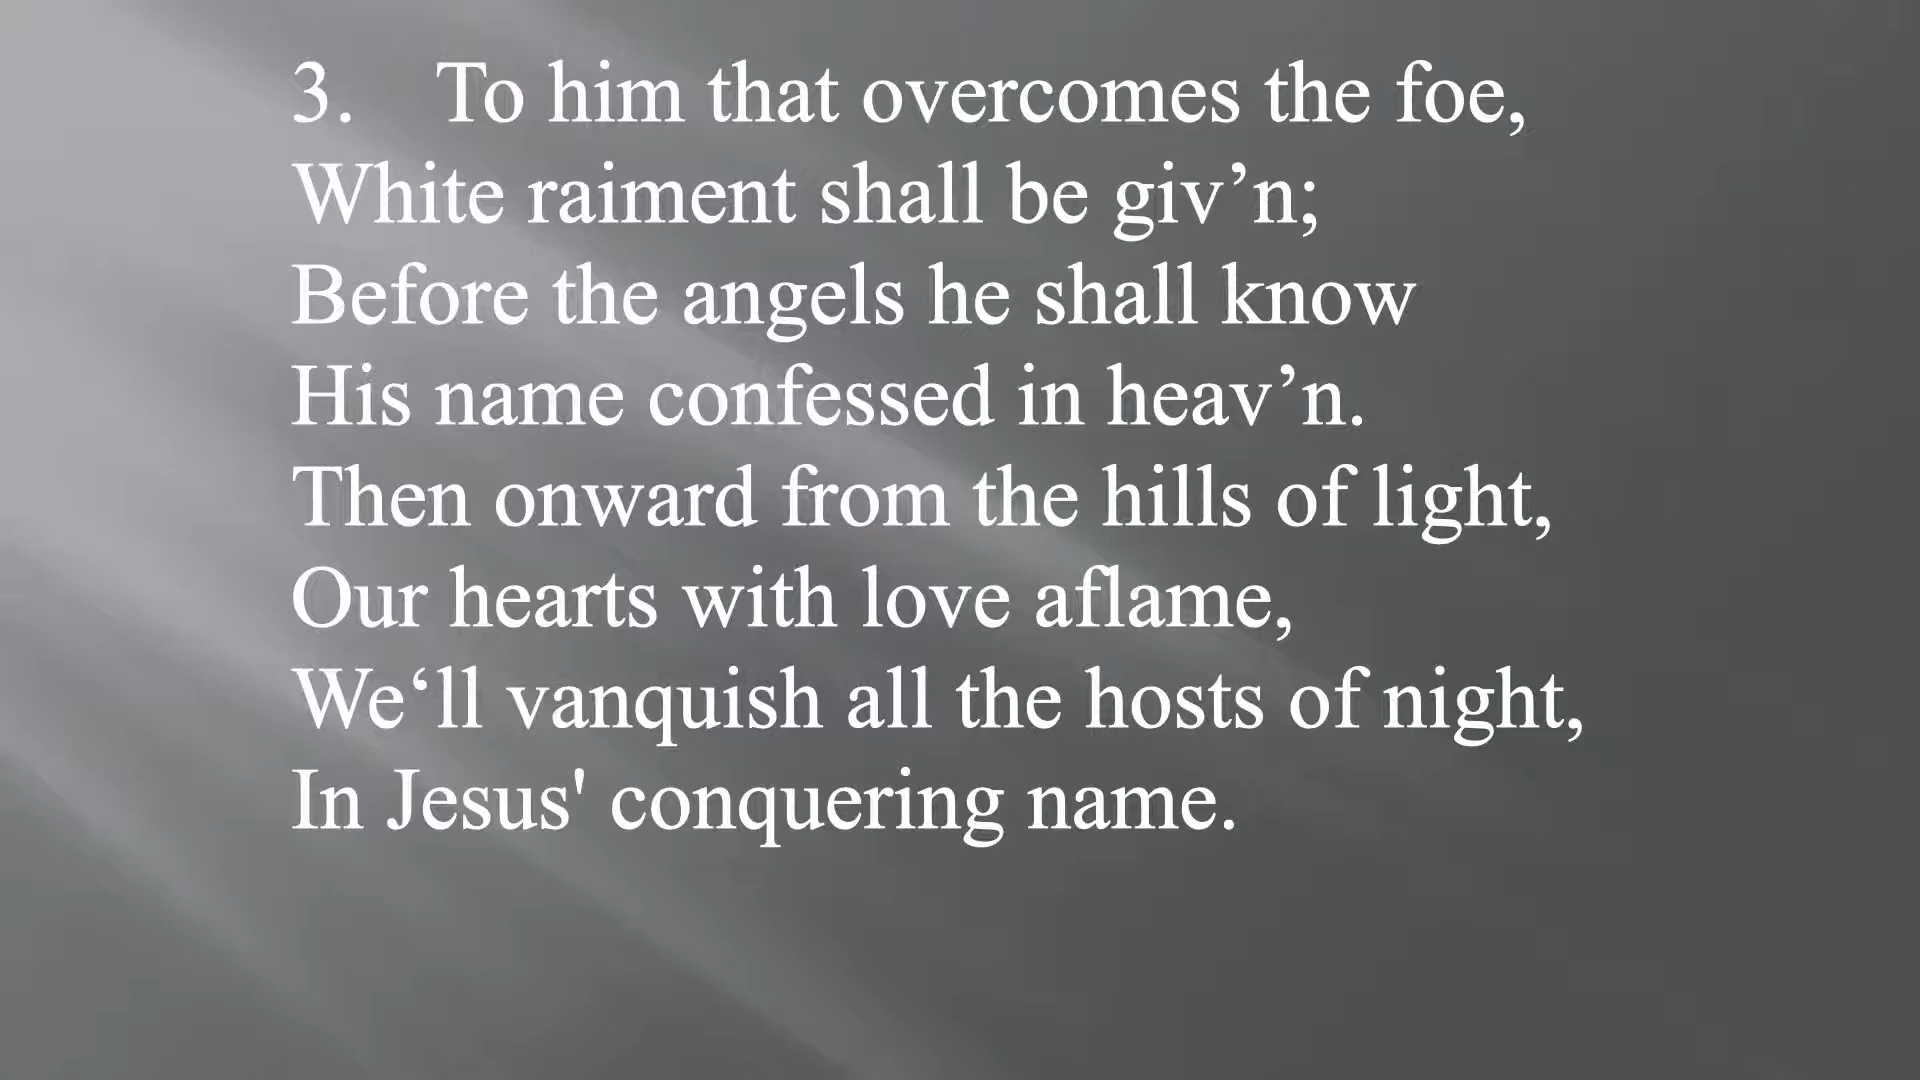 3. To him that overcomes the foe,
White raiment shall be giv’n;
Before the angels he shall know
His name confessed in heav’n.
Then onward from the hills of light,
Our hearts with love aflame,
We‘ll vanquish all the hosts of night,
In Jesus' conquering name.